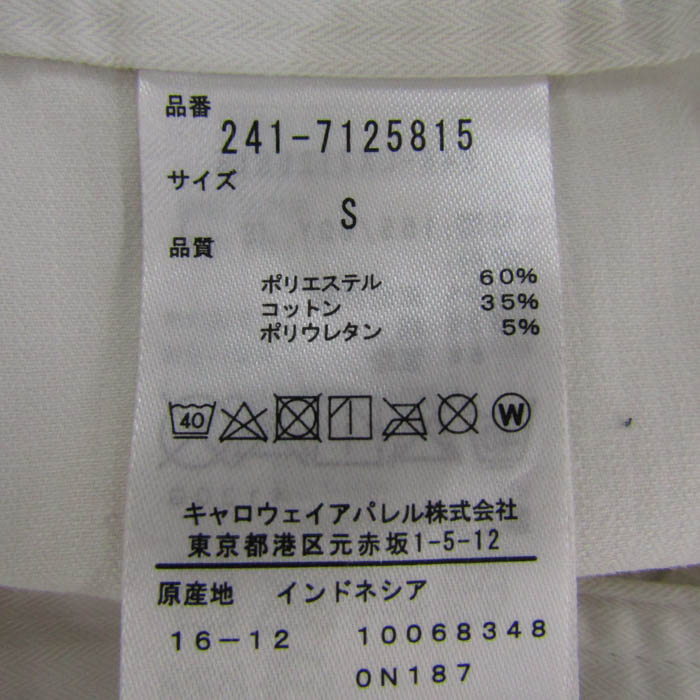 品番
241-7125815
サイズ
S
品質
ポリエステル 60%
コットン 35%
ポリウレタン 5%
40 W
キャロウェイアパレル株式会社
東京都港区元赤坂1-5-12
原産地 インドネシア
16-12 10068348
0N187